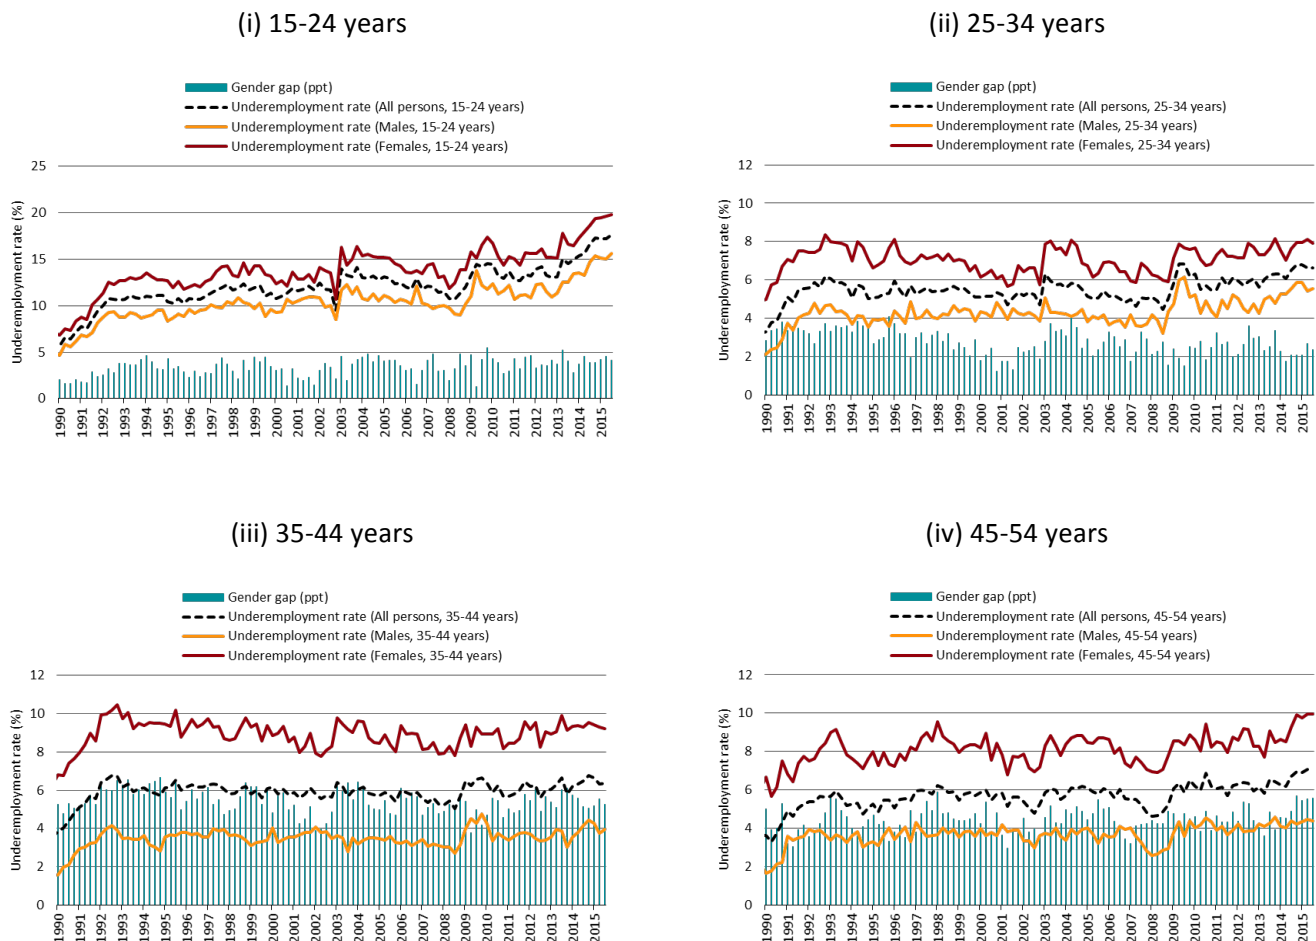 (i) 15-24 years
Gender gap (ppt)
Underemployment rate (All persons, 15-24 years)
Underemployment rate (Males, 15-24 years)
Underemployment rate (Females, 15-24 years)
Underemployment rate (%)
25
20
15
10
5
0
1990 1991 1992 1993 1994 1995 1996 1997 1998 1999 2000 2001 2002 2003 2004 2005 2006 2007 2008 2009 2010 2011 2012 2013 2014 2015
(ii) 25-34 years
Gender gap (ppt)
Underemployment rate (All persons, 25-34 years)
Underemployment rate (Males, 25-34 years)
Underemployment rate (Females, 25-34 years)
Underemployment rate (%)
12
10
8
6
4
2
0
1990 1991 1992 1993 1994 1995 1996 1997 1998 1999 2000 2001 2002 2003 2004 2005 2006 2007 2008 2009 2010 2011 2012 2013 2014 2015
(iii) 35-44 years
Gender gap (ppt)
Underemployment rate (All persons, 35-44 years)
Underemployment rate (Males, 35-44 years)
Underemployment rate (Females, 35-44 years)
Underemployment rate (%)
12
10
8
6
4
2
0
1990 1991 1992 1993 1994 1995 1996 1997 1998 1999 2000 2001 2002 2003 2004 2005 2006 2007 2008 2009 2010 2011 2012 2013 2014 2015
(iv) 45-54 years
Gender gap (ppt)
Underemployment rate (All persons, 45-54 years)
Underemployment rate (Males, 45-54 years)
Underemployment rate (Females, 45-54 years)
Underemployment rate (%)
12
10
8
6
4
2
0
1990 1991 1992 1993 1994 1995 1996 1997 1998 1999 2000 2001 2002 2003 2004 2005 2006 2007 2008 2009 2010 2011 2012 2013 2014 2015